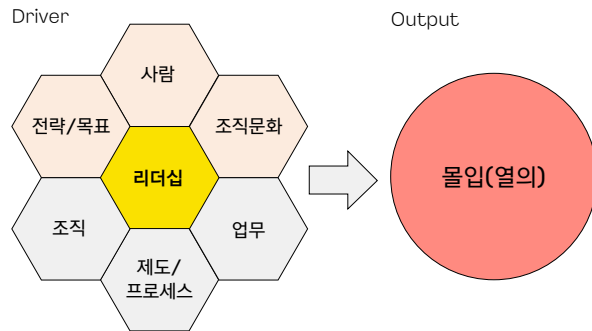 Driver
Output
사람
전략/목표
조직문화
리더십
몰입(열의)
조직
업무
제도/
프로세스